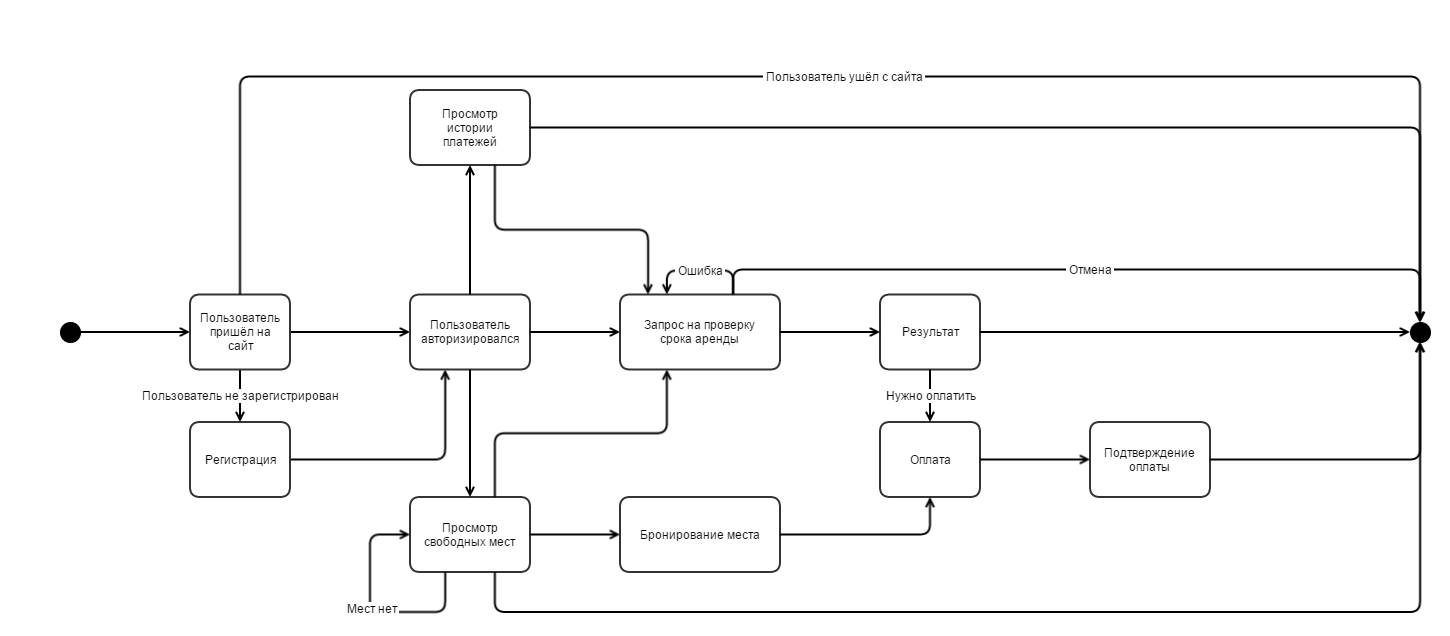 Пользователь ушёл с сайта
Просмотр
истории
платежей
Ошибка
Отмена
Пользователь
пришёл на
сайт
Пользователь
авторизировался
Запрос на проверку
срока аренды
Результат
Пользователь не зарегистрирован
Нужно оплатить
Регистрация
Оплата
Подтверждение
оплаты
Просмотр
свободных мест
Бронирование места
Мест нет